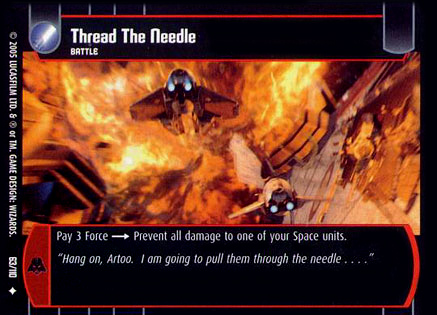 Thread The Needle
BATTLE
Pay 3 Force → Prevent all damage to one of your Space units.
"Hang on, Artoo. I am going to pull them through the needle . . . ."
© 2005 LUCASFILM LTD. & ® or TM. GAME DESIGN: WIZARDS.
63/110